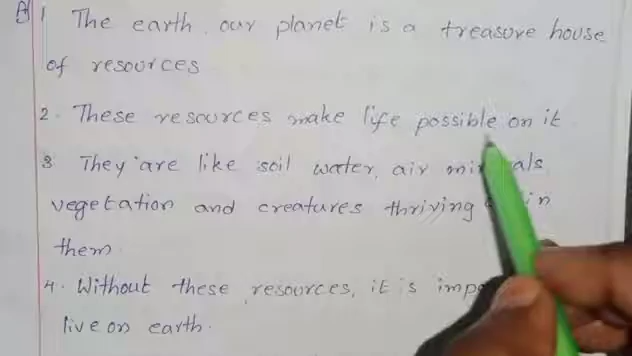 A) 1 The earth, our planet is a treasure house
of resources
2. These resources make life possible on it.
3 They are like soil water, air
vegetation and creatures thriving in
them.
4. Without these resources, it is
live on earth.